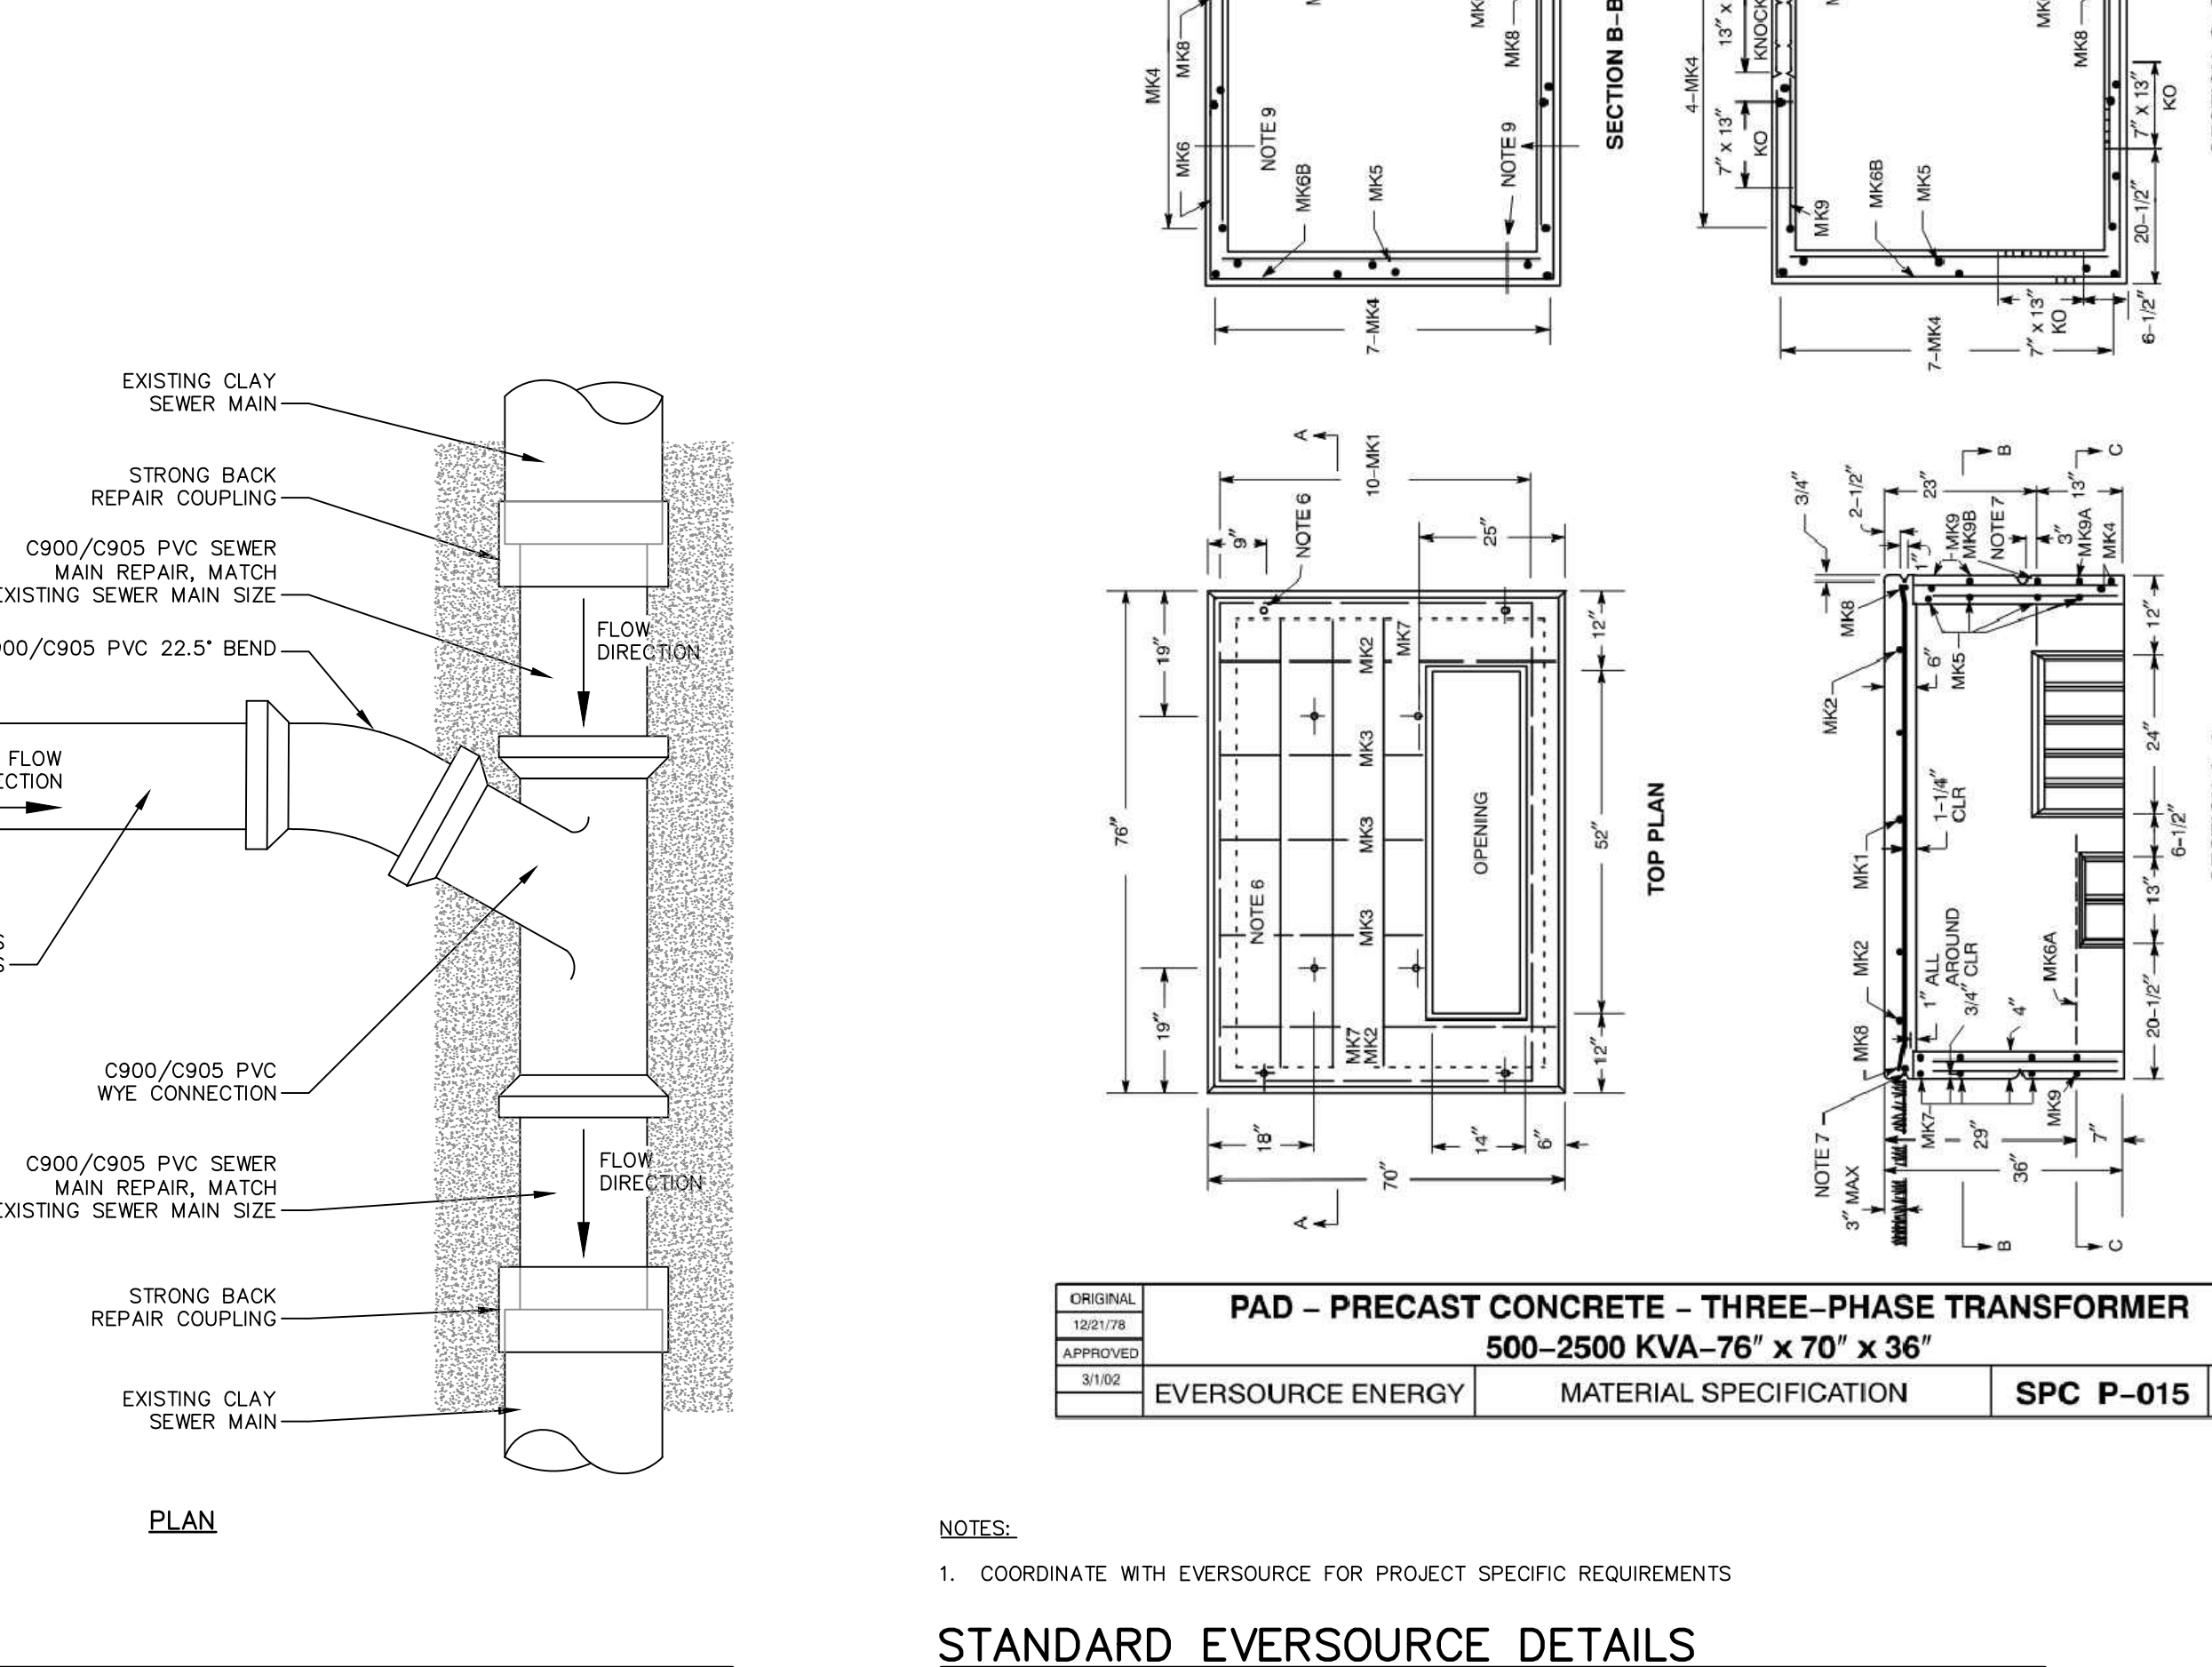 EXISTING CLAY
SEWER MAIN
STRONG BACK
REPAIR COUPLING
C900/C905 PVC SEWER
MAIN REPAIR, MATCH
EXISTING SEWER MAIN SIZE
C900/C905 PVC 22.5° BEND
FLOW
DIRECTION
FLOW
C900/C905 PVC
WYE CONNECTION
C900/C905 PVC SEWER
MAIN REPAIR, MATCH
EXISTING SEWER MAIN SIZE
FLOW
DIRECTION
STRONG BACK
REPAIR COUPLING
EXISTING CLAY
SEWER MAIN
PLAN
MK4
MK8
MK6
NOTE 9
MK6B
MK5
NOTE 9
MK8
7-MK4
SECTION B-B
4-MK4
13" x
KNOCK
7" x 13"
KO
MK9
MK6B
MK5
MK8
7" x 13"
KO
20-1/2"
7-MK4
7" x 13"
KO
6-1/2"
A
10-MK1
9"
NOTE 6
25"
19"
MK2
MK7
12"
76"
MK3
MK3
MK3
OPENING
52"
NOTE 6
19"
MK7
MK2
12"
18"
14"
6"
70"
A
TOP PLAN
3/4"
2-1/2"
23"
B
C
1"
MK9
MK9B
NOTE 7
3"
13"
MK9A
MK4
MK8
MK2
6"
MK5
12"
24"
1-1/4"
CLR
MK1
6-1/2"
13"
MK2
1" ALL
AROUND
3/4" CLR
MK6A
MK8
4"
20-1/2"
NOTE 7
MK7
29"
MK9
7"
3" MAX
36"
B
C
ORIGINAL
12/21/78
APPROVED
3/1/02
PAD – PRECAST CONCRETE – THREE–PHASE TRANSFORMER
500–2500 KVA–76" x 70" x 36"
EVERSOURCE ENERGY
MATERIAL SPECIFICATION
SPC P–015
NOTES:
1. COORDINATE WITH EVERSOURCE FOR PROJECT SPECIFIC REQUIREMENTS
STANDARD EVERSOURCE DETAILS